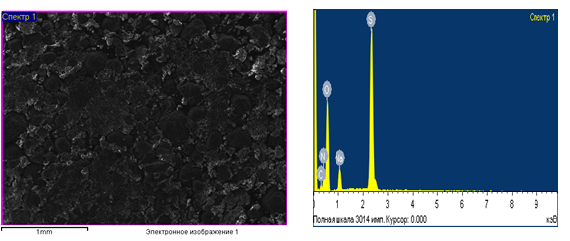 Спектр 1
1mm
Электронное изображение 1
Спектр 1
S
O
N
C
Na
0 1 2 3 4 5 6 7 8 9
Полная шкала 3014 имп. Курсор: 0.000
кэВ